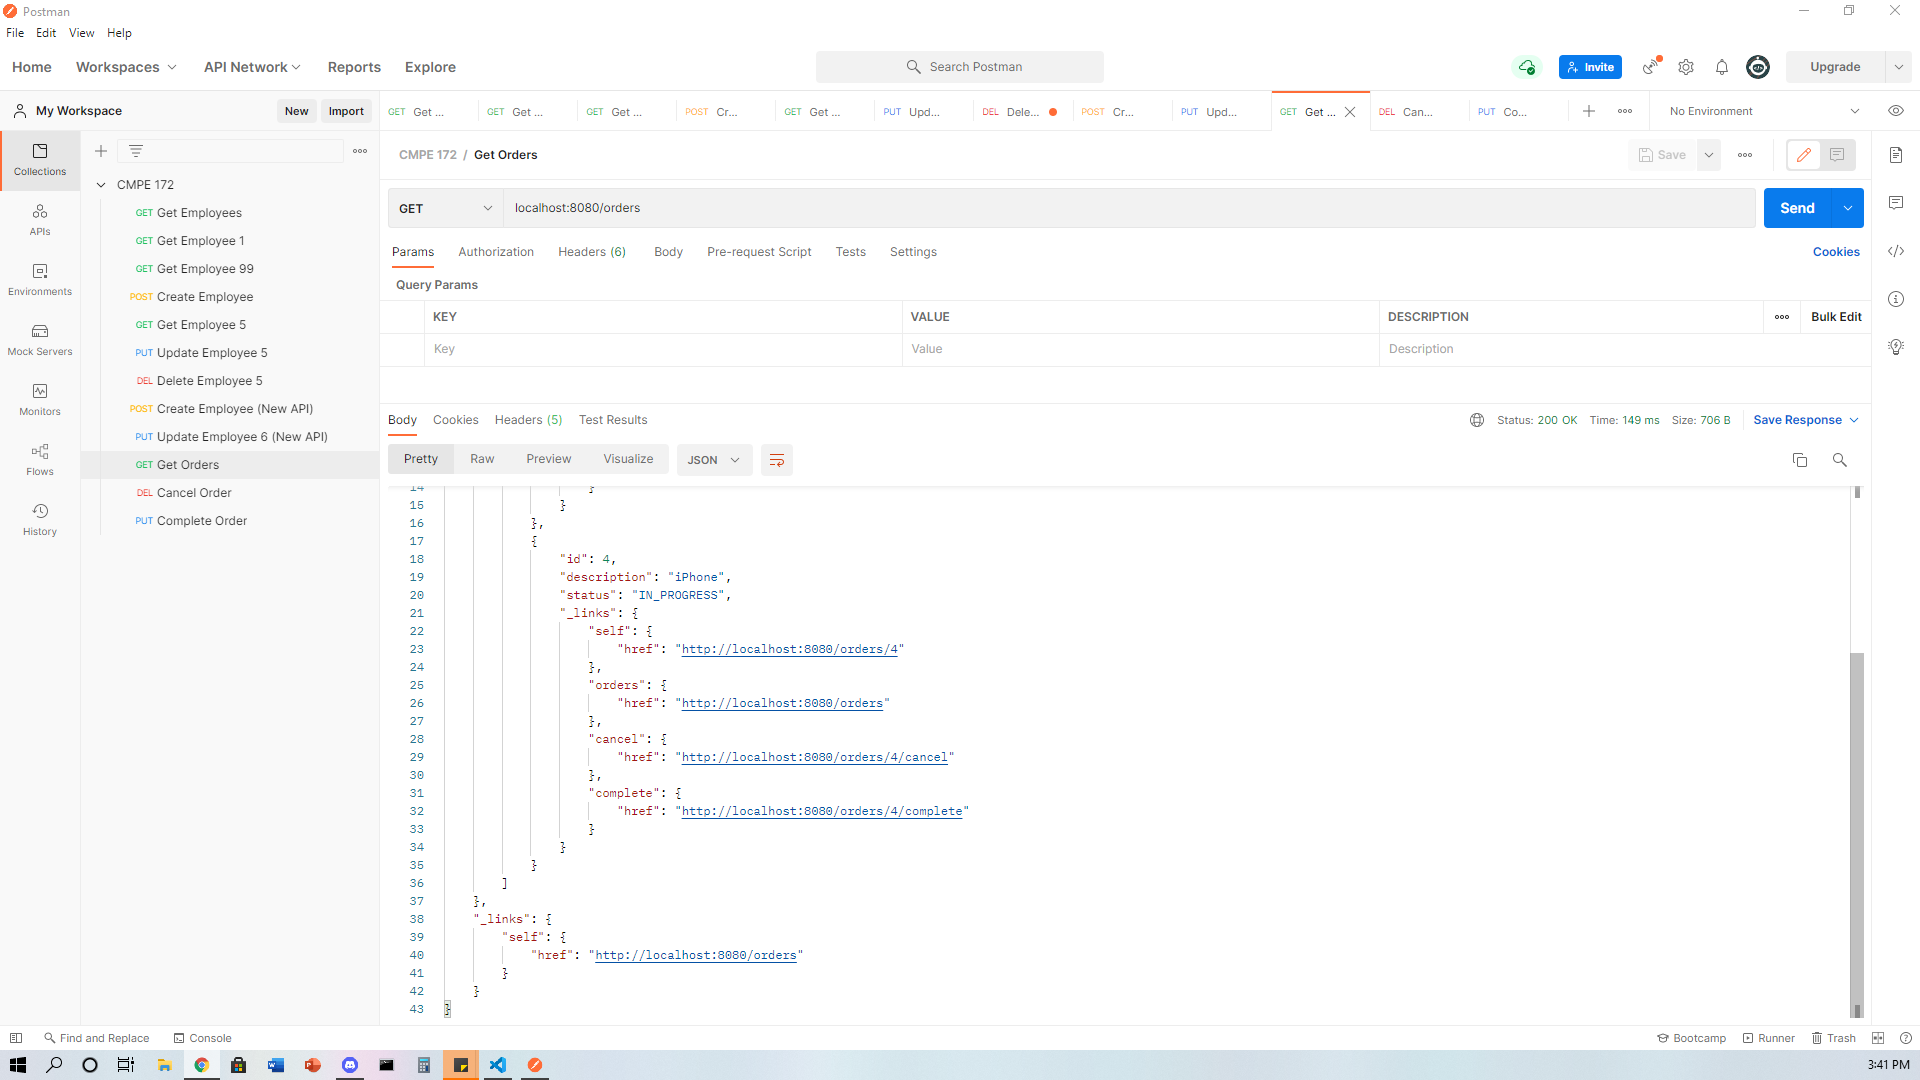 Postman
File Edit View Help
Home Workspaces API Network Reports Explore
Search Postman
Invite
Upgrade
My Workspace
New Import
GET Get ... GET Get ... GET Get ... POST Cr... GET Get ... PUT Upd... DEL Dele... POST Cr... PUT Upd... GET Get ... DEL Can... PUT Co...
No Environment
Collections
APIs
Environments
Mock Servers
Monitors
Flows
History
CMPE 172
GET Get Employees
GET Get Employee 1
GET Get Employee 99
POST Create Employee
GET Get Employee 5
PUT Update Employee 5
DEL Delete Employee 5
POST Create Employee (New API)
PUT Update Employee 6 (New API)
GET Get Orders
DEL Cancel Order
PUT Complete Order
CMPE 172 / Get Orders
Save
GET localhost:8080/orders
Send
Params Authorization Headers (6) Body Pre-request Script Tests Settings
Cookies
Query Params
KEY VALUE DESCRIPTION
Bulk Edit
Key Value Description
Body Cookies Headers (5) Test Results
Status: 200 OK Time: 149 ms Size: 706 B
Save Response
Pretty Raw Preview Visualize JSON
14 }
15 }
16 },
17 {
18 "id": 4,
19 "description": "iPhone",
20 "status": "IN_PROGRESS",
21 "_links": {
22 "self": {
23 "href": "http://localhost:8080/orders/4"
24 },
25 "orders": {
26 "href": "http://localhost:8080/orders"
27 },
28 "cancel": {
29 "href": "http://localhost:8080/orders/4/cancel"
30 },
31 "complete": {
32 "href": "http://localhost:8080/orders/4/complete"
33 }
34 }
35 }
36 ]
37 },
38 "_links": {
39 "self": {
40 "href": "http://localhost:8080/orders"
41 }
42 }
43 }
Find and Replace Console
Bootcamp Runner Trash
3:41 PM